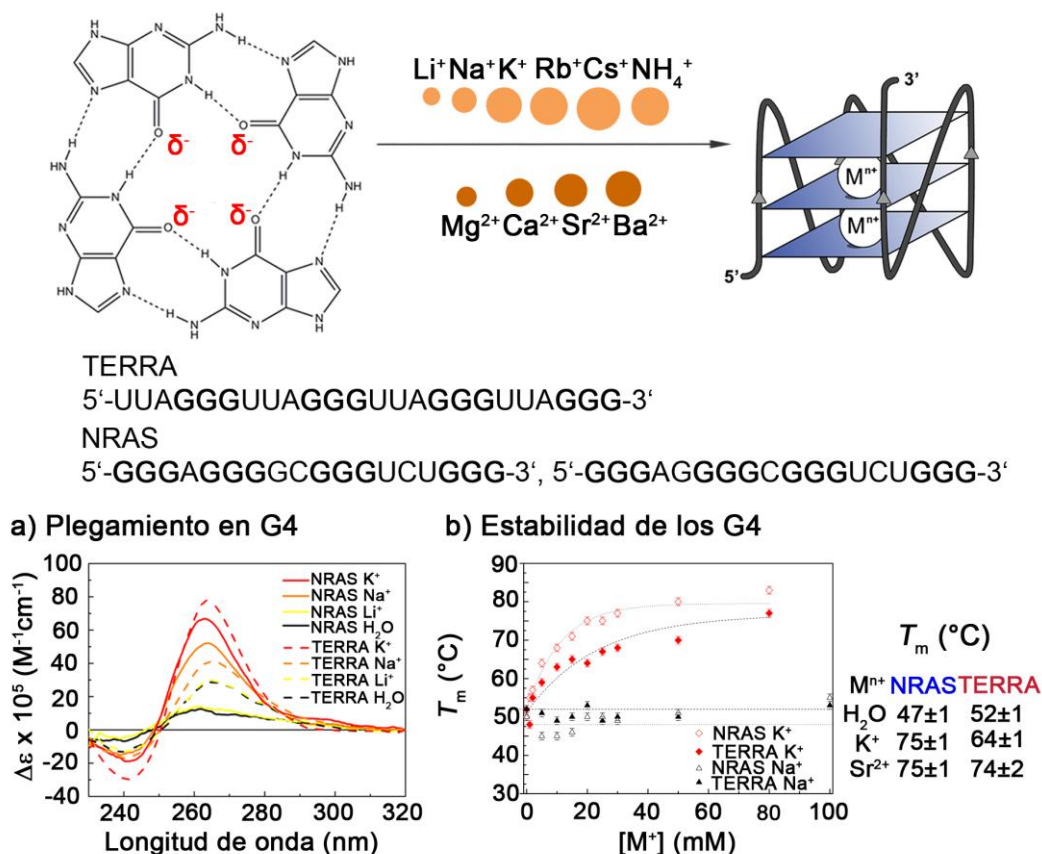 δ⁻ δ⁻
δ⁻ δ⁻
Li⁺ Na⁺ K⁺ Rb⁺ Cs⁺ NH₄⁺
Mg²⁺ Ca²⁺ Sr²⁺ Ba²⁺
3'
Mⁿ⁺
Mⁿ⁺
5'
TERRA
5‘-UUAGGGUUAGGGUUAGGGUUAGGG-3‘
NRAS
5‘-GGGAGGGGCGGGUCUGGG-3‘, 5‘-GGGAGGGGCGGGUCUGGG-3‘
a) Plegamiento en G4
Δε x 10⁵ (M⁻¹cm⁻¹)
100
80
60
40
20
0
-20
-40
240 260 280 300 320
Longitud de onda (nm)
NRAS K⁺
NRAS Na⁺
NRAS Li⁺
NRAS H₂O
TERRA K⁺
TERRA Na⁺
TERRA Li⁺
TERRA H₂O
b) Estabilidad de los G4
Tₘ (°C)
90
80
70
60
50
40
30
0 20 40 60 80 100
[M⁺] (mM)
NRAS K⁺
TERRA K⁺
NRAS Na⁺
TERRA Na⁺
Tₘ (°C)
Mⁿ⁺ NRAS TERRA
H₂O 47±1 52±1
K⁺ 75±1 64±1
Sr²⁺ 75±1 74±2